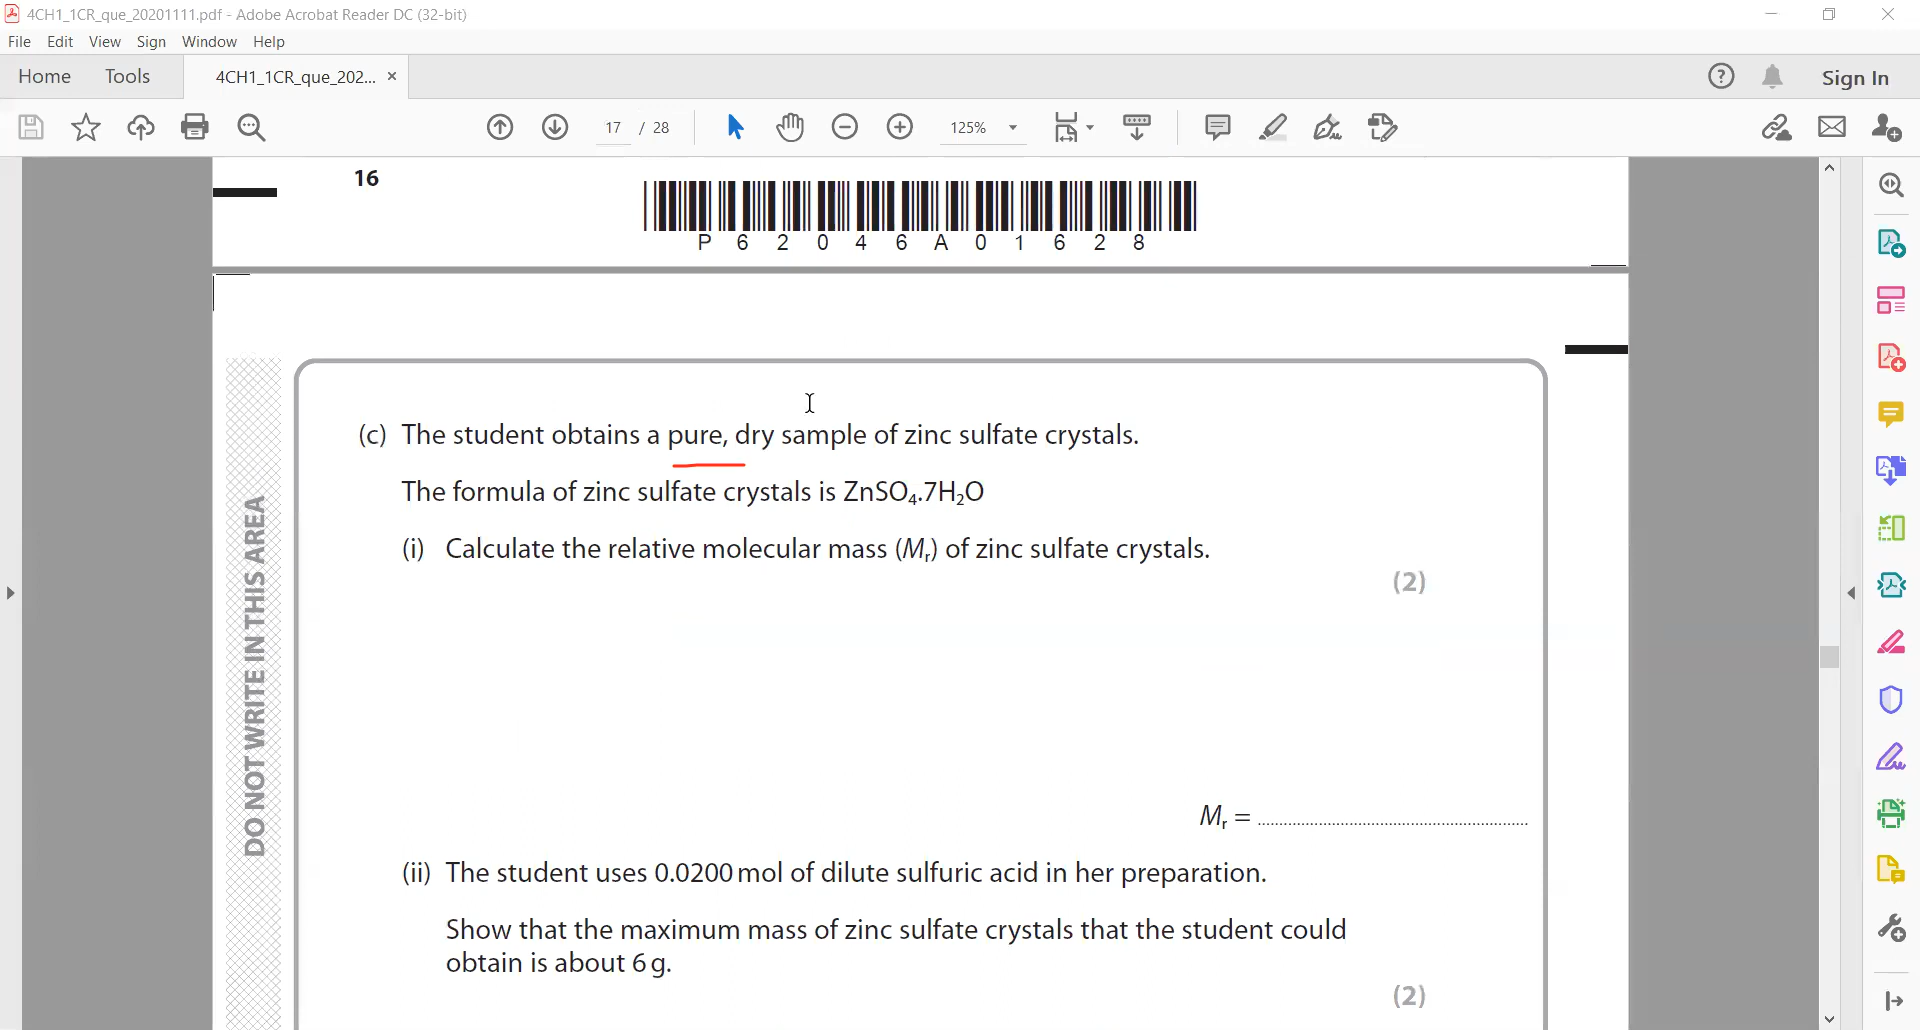 4CH1_1CR_que_20201111.pdf - Adobe Acrobat Reader DC (32-bit)
File Edit View Sign Window Help
Home Tools 4CH1_1CR_que_202... × Sign In
17 / 28 125%
16
P 6 2 0 4 6 A 0 1 6 2 8
DO NOT WRITE IN THIS AREA
(c) The student obtains a pure, dry sample of zinc sulfate crystals.
The formula of zinc sulfate crystals is ZnSO₄.7H₂O
(i) Calculate the relative molecular mass (Mᵣ) of zinc sulfate crystals.
(2)
Mᵣ = ..............................................................
(ii) The student uses 0.0200 mol of dilute sulfuric acid in her preparation.
Show that the maximum mass of zinc sulfate crystals that the student could
obtain is about 6 g.
(2)